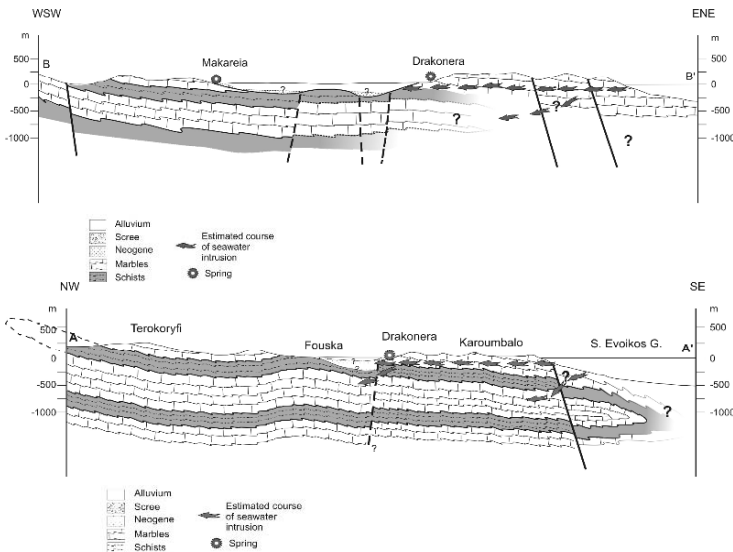 WSW ENE
m m
500 Makareia Drakonera 500
B B'
0 ? ? 0
-500 ? -500
? ?
-1000 -1000
Alluvium
Scree
Neogene
Marbles
Schists
Estimated course
of seawater
intrusion
Spring
NW SE
m m
500 A Terokoryfi Fouska Drakonera Karoumbalo S. Evoikos G. A' 500
0 ? 0
-500 ? -500
-1000 ? -1000
?
Alluvium
Scree
Neogene
Marbles
Schists
Estimated course
of seawater
intrusion
Spring